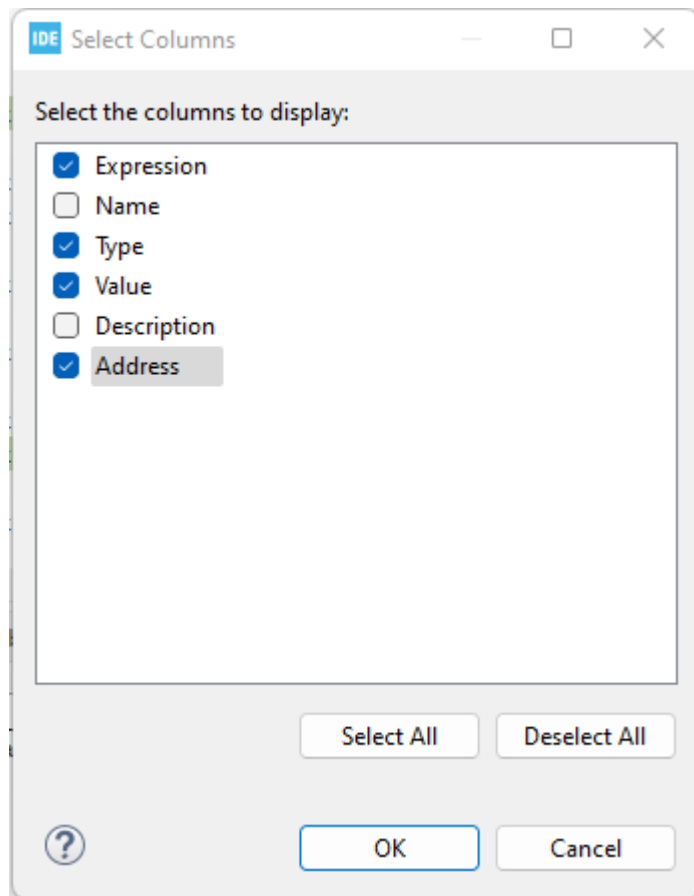 IDE Select Columns
Select the columns to display:
Expression
Name
Type
Value
Description
Address
Select All Deselect All
? OK Cancel